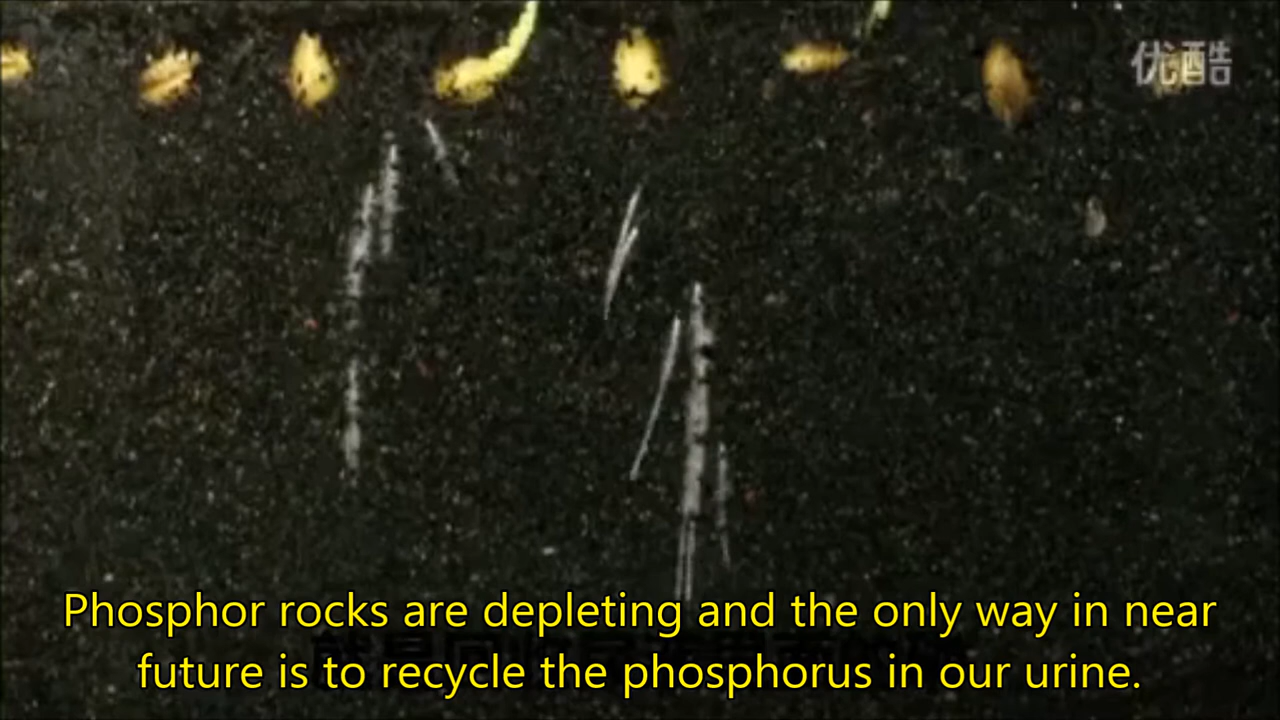 优酷
Phosphor rocks are depleting and the only way in near
future is to recycle the phosphorus in our urine.